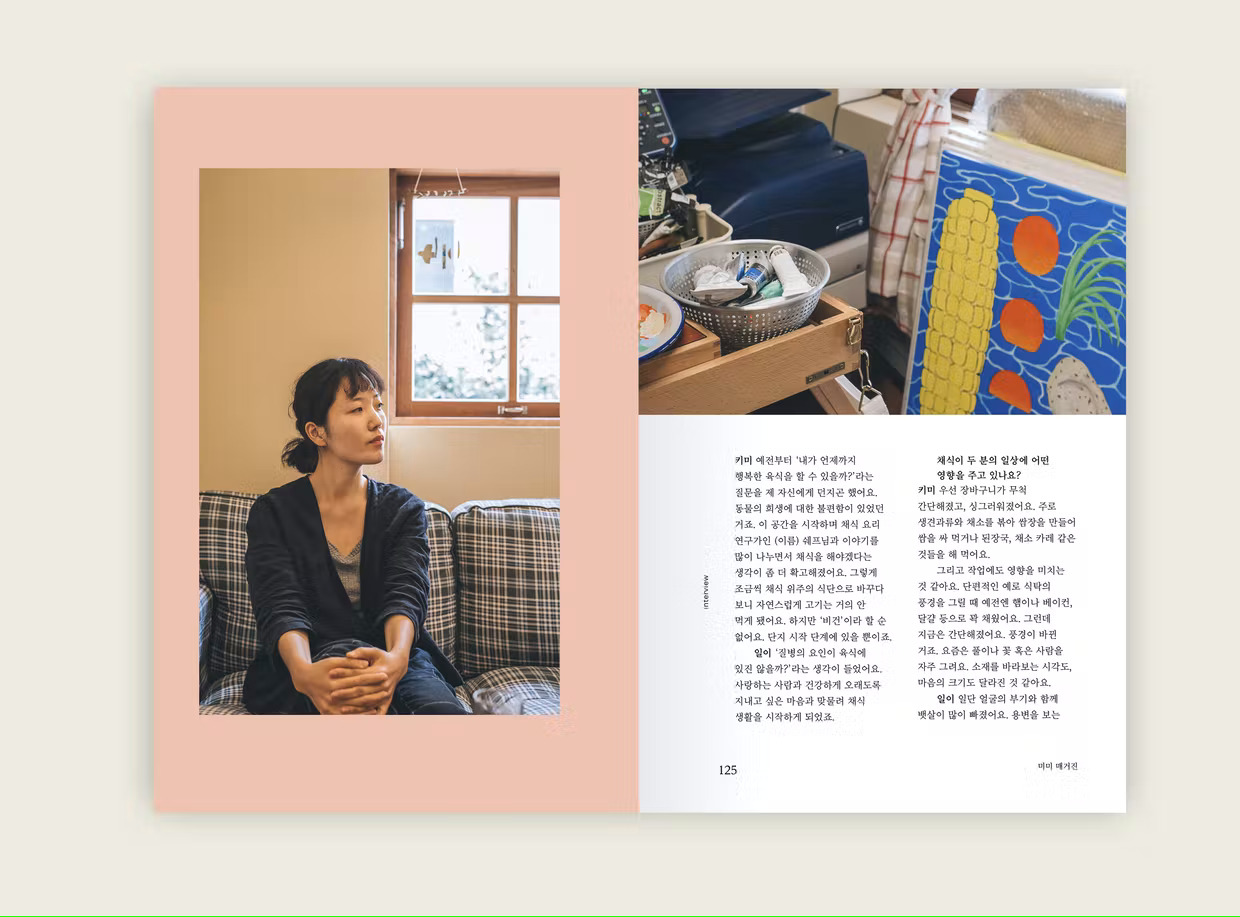 interview
키미 예전부터 ‘내가 언제까지
행복한 육식을 할 수 있을까?’라는
질문을 제 자신에게 던지곤 했어요.
동물의 희생에 대한 불편함이 있었던
거죠. 이 공간을 시작하며 채식 요리
연구가인 (이름) 쉐프님과 이야기를
많이 나누면서 채식을 해야겠다는
생각이 좀 더 확고해졌어요. 그렇게
조금씩 채식 위주의 식단으로 바꾸다
보니 자연스럽게 고기는 거의 안
먹게 됐어요. 하지만 ‘비건’이라 할 순
없어요. 단지 시작 단계에 있을 뿐이죠.
일이 ‘질병의 요인이 육식에
있진 않을까?’라는 생각이 들었어요.
사랑하는 사람과 건강하게 오래도록
지내고 싶은 마음과 맞물려 채식
생활을 시작하게 되었죠.
채식이 두 분의 일상에 어떤
영향을 주고 있나요?
키미 우선 장바구니가 무척
간단해졌고, 싱그러워졌어요. 주로
생견과류와 채소를 볶아 쌈장을 만들어
쌈을 싸 먹거나 된장국, 채소 카레 같은
것들을 해 먹어요.
그리고 작업에도 영향을 미치는
것 같아요. 단편적인 예로 식탁의
풍경을 그릴 때 예전엔 햄이나 베이컨,
달걀 등으로 꽉 채웠어요. 그런데
지금은 간단해졌어요. 풍경이 바뀐
거죠. 요즘은 풀이나 꽃 혹은 사람을
자주 그려요. 소재를 바라보는 시각도,
마음의 크기도 달라진 것 같아요.
일이 일단 얼굴의 부기와 함께
뱃살이 많이 빠졌어요. 용변을 보는
125
미미 매거진